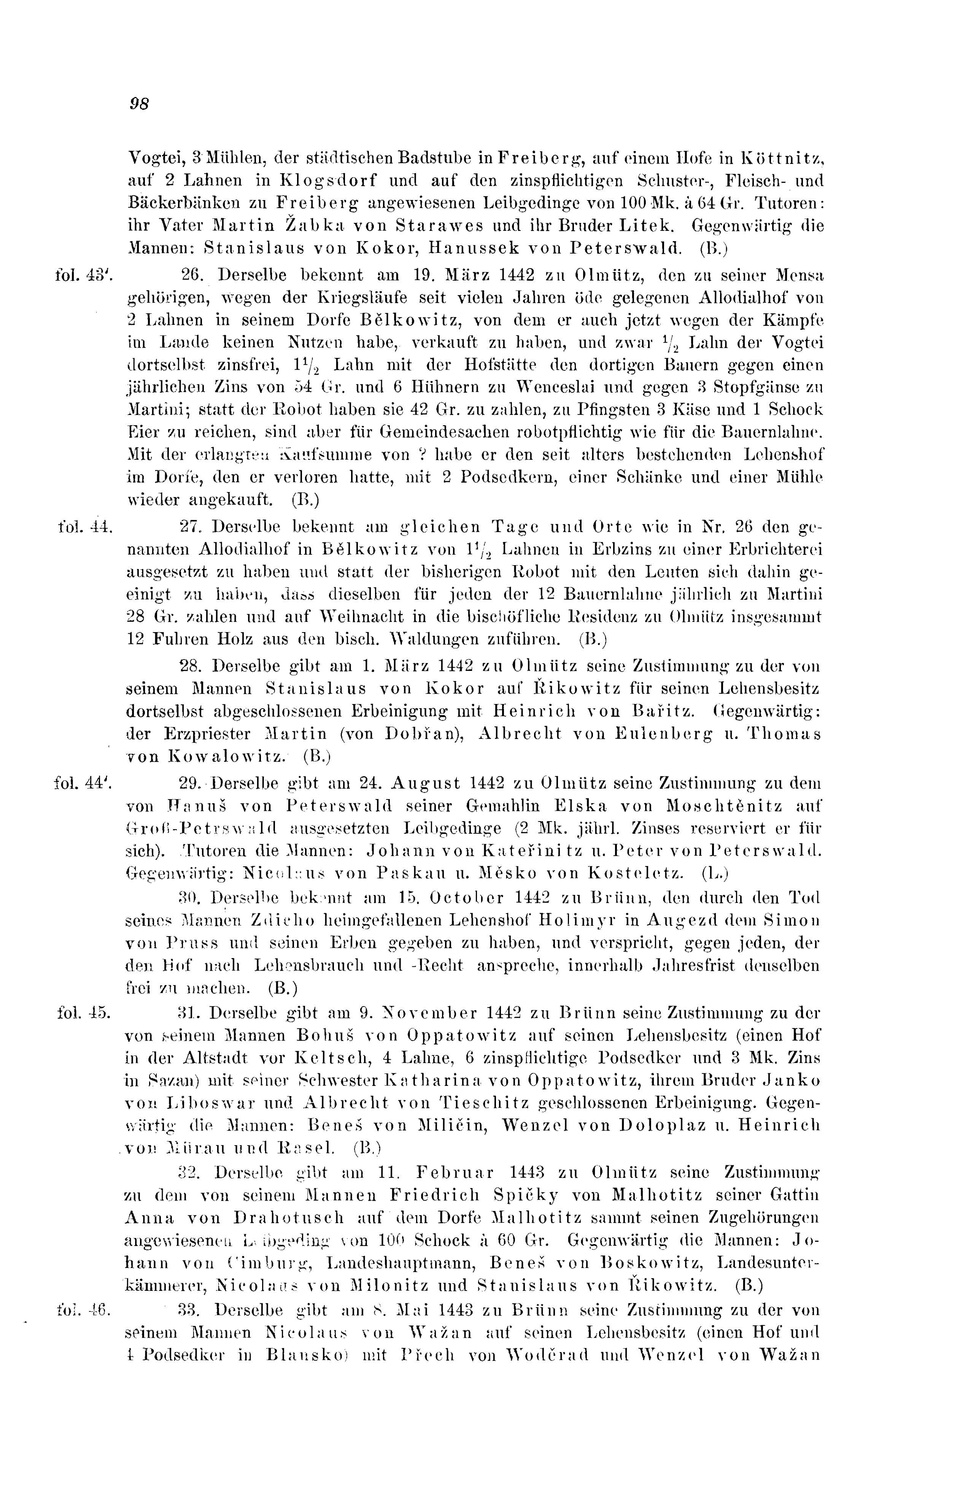 98
Vogtei, 3 Mühlen, der städtischen Badstube in Freiberg, auf einem Hofe in Köttnitz,
auf 2 Lahnen in Klogsdorf und auf den zinspflichtigen Schuster-, Fleisch- und
Bäckerbänken zu Freiberg angewiesenen Leibgedinge von 100 Mk. à 64 Gr. Tutoren:
ihr Vater Martin Žabka von Starawes und ihr Bruder Litek. Gegenwärtig die
Mannen: Stanislaus von Kokor, Hanussek von Peterswald. (B.)
fol. 43'. 26. Derselbe bekennt am 19. März 1442 zu Olmütz, den zu seiner Mensa
gehörigen, wegen der Kriegsläufe seit vielen Jahren öde gelegenen Allodialhof von
2 Lahnen in seinem Dorfe Bělkowitz, von dem er auch jetzt wegen der Kämpfe
im Lande keinen Nutzen habe, verkauft zu haben, und zwar 1/2 Lahn der Vogtei
dortselbst zinsfrei, 1 1/2 Lahn mit der Hofstätte den dortigen Bauern gegen einen
jährlichen Zins von 54 Gr. und 6 Hühnern zu Wenceslai und gegen 3 Stopfgänse zu
Martini; statt der Robot haben sie 42 Gr. zu zahlen, zu Pfingsten 3 Käse und 1 Schock
Eier zu reichen, sind aber für Gemeindesachen robotpflichtig wie für die Bauernlahne.
Mit der erlangten Kaufsumme von ? habe er den seit alters bestehenden Lehenshof
im Dorfe, den er verloren hatte, mit 2 Podsedkern, einer Schänke und einer Mühle
wieder angekauft. (B.)
fol. 44. 27. Derselbe bekennt am gleichen Tage und Orte wie in Nr. 26 den ge-
nannten Allodialhof in Bělkowitz von 1 1/2 Lahnen in Erbzins zu einer Erbrichterei
ausgesetzt zu haben und statt der bisherigen Robot mit den Leuten sich dahin ge-
einigt zu haben, dass dieselben für jeden der 12 Bauernlahne jährlich zu Martini
28 Gr. zahlen und auf Weihnacht in die bischöfliche Residenz zu Olmütz insgesammt
12 Fuhren Holz aus den bisch. Waldungen zuführen. (B.)
28. Derselbe gibt am 1. März 1442 zu Olmütz seine Zustimmung zu der von
seinem Mannen Stanislaus von Kokor auf Řikowitz für seinen Lehensbesitz
dortselbst abgeschlossenen Erbeinigung mit Heinrich von Bařitz. Gegenwärtig:
der Erzpriester Martin (von Dobřan), Albrecht von Eulenberg u. Thomas
von Kowalowitz. (B.)
fol. 44'. 29. Derselbe gibt am 24. August 1442 zu Olmütz seine Zustimmung zu dem
von Hanuš von Peterswald seiner Gemahlin Elska von Moschtěnitz auf
Groß-Petrswald ausgesetzten Leibgedinge (2 Mk. jährl. Zinses reserviert er für
sich). Tutoren die Mannen: Johann von Kateřinitz u. Peter von Peterswald.
Gegenwärtig: Nicolaus von Paskau u. Měsko von Kosteletz. (L.)
30. Derselbe bekennt am 15. October 1442 zu Brünn, den durch den Tod
seines Mannen Zdicho heimgefallenen Lehenshof Holimyr in Augezd dem Simon
von Pruss und seinen Erben gegeben zu haben, und verspricht, gegen jeden, der
den Hof nach Lehensbrauch und -Recht anspreche, innerhalb Jahresfrist denselben
frei zu machen. (B.)
fol. 45. 31. Derselbe gibt am 9. November 1442 zu Brünn seine Zustimmung zu der
von seinem Mannen Bohuš von Oppatowitz auf seinen Lehensbesitz (einen Hof
in der Altstadt vor Keltsch, 4 Lahne, 6 zinspflichtige Podsedker und 3 Mk. Zins
in Sazan) mit seiner Schwester Katharina von Oppatowitz, ihrem Bruder Janko
von Liboswar und Albrecht von Tieschitz geschlossenen Erbeinigung. Gegen-
wärtig die Mannen: Beneš von Miličin, Wenzel von Doloplaz u. Heinrich
von Mürau und Rasel. (B.)
32. Derselbe gibt am 11. Februar 1443 zu Olmütz seine Zustimmung
zu dem von seinem Mannen Friedrich Spičky von Malhotitz seiner Gattin
Anna von Drahotusch auf dem Dorfe Malhotitz sammt seinen Zugehörungen
angewiesenen Leibgeding von 100 Schock à 60 Gr. Gegenwärtig die Mannen: Jo-
hann von Cimburg, Landeshauptmann, Beneš von Boskowitz, Landesunter-
kämmerer, Nicolaus von Milonitz und Stanislaus von Řikowitz. (B.)
fol. 46. 33. Derselbe gibt am 8. Mai 1443 zu Brünn seine Zustimmung zu der von
seinem Mannen Nicolaus von Wažan auf seinen Lehensbesitz (einen Hof und
4 Podsedker in Blansko) mit Přech von Wodčrad und Wenzel von Wažan